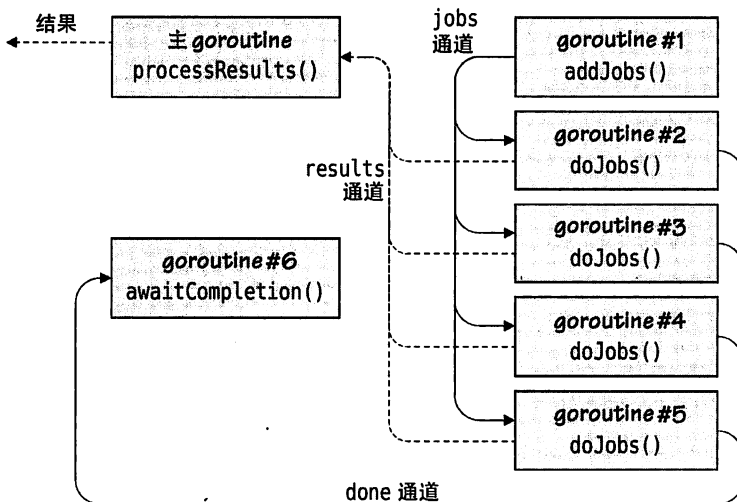 结果
主 goroutine
processResults()
jobs
通道
goroutine #1
addJobs()
goroutine #2
doJobs()
results
通道
goroutine #3
doJobs()
goroutine #6
awaitCompletion()
goroutine #4
doJobs()
goroutine #5
doJobs()
done 通道